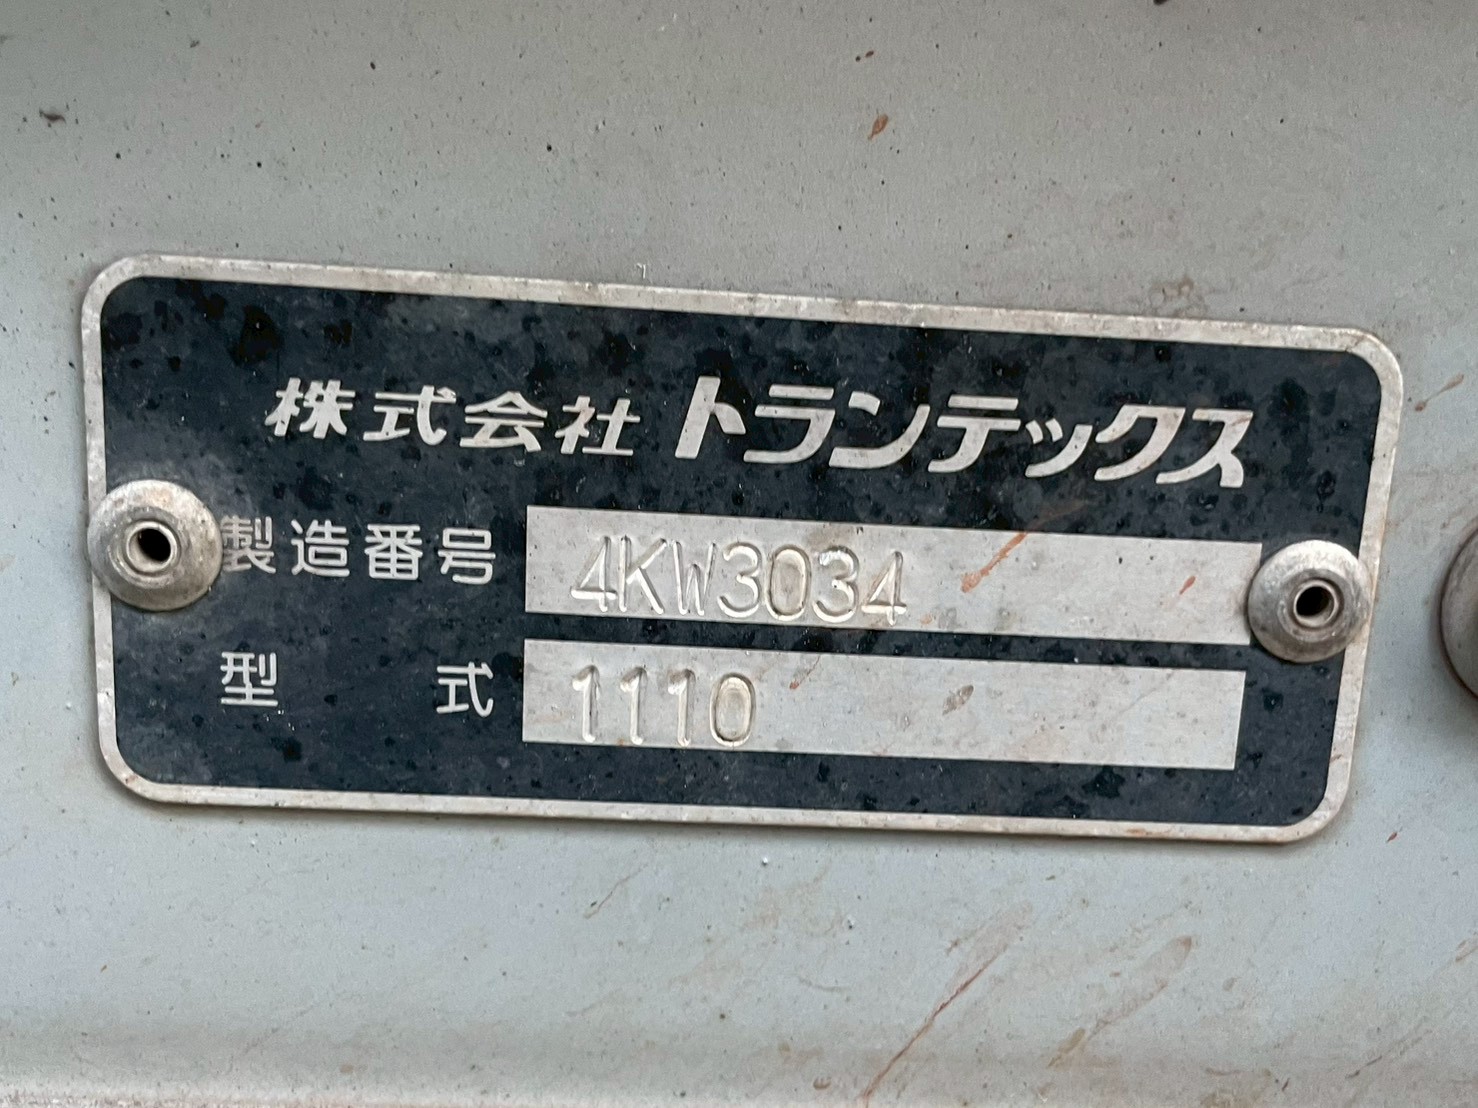 株式会社 トランテックス
製造番号 4KW3034
型式 1110